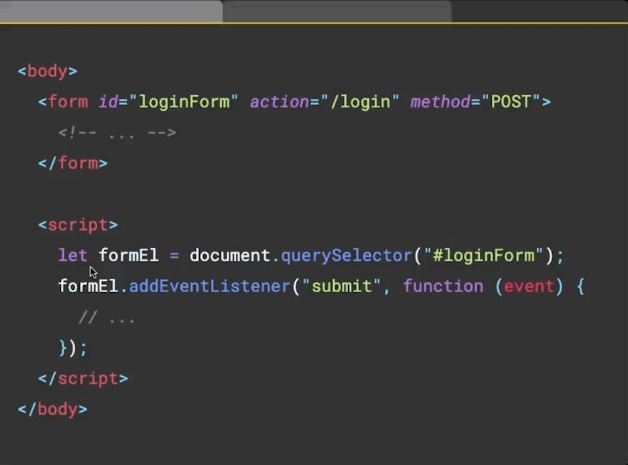 <body>
<form id="loginForm" action="/login" method="POST">
<!-- ... -->
</form>
<script>
let formEl = document.querySelector("#loginForm");
formEl.addEventListener("submit", function (event) {
// ...
});
</script>
</body>